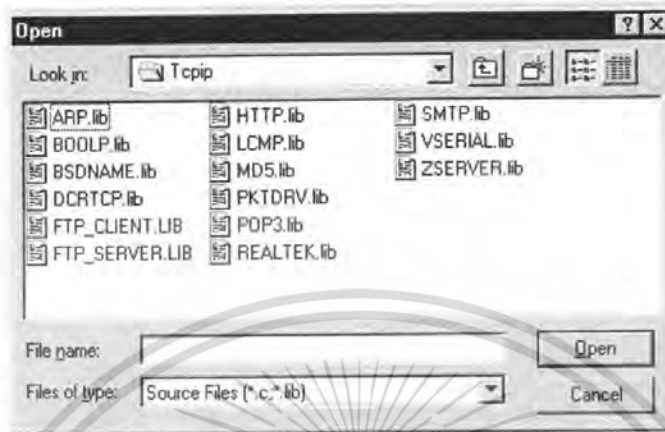 Open
Look in: Tcpip
ARP.lib
BOOLP.lib
BSDNAME.lib
DCRTCP.lib
FTP_CLIENT.LIB
FTP_SERVER.LIB
HTTP.lib
LCMP.lib
MD5.lib
PKTDRV.lib
POP3.lib
REALTEK.lib
SMTP.lib
VSERIAL.lib
ZSERVER.lib
File name:
Open
Files of type: Source Files (*.c;*.lib)
Cancel